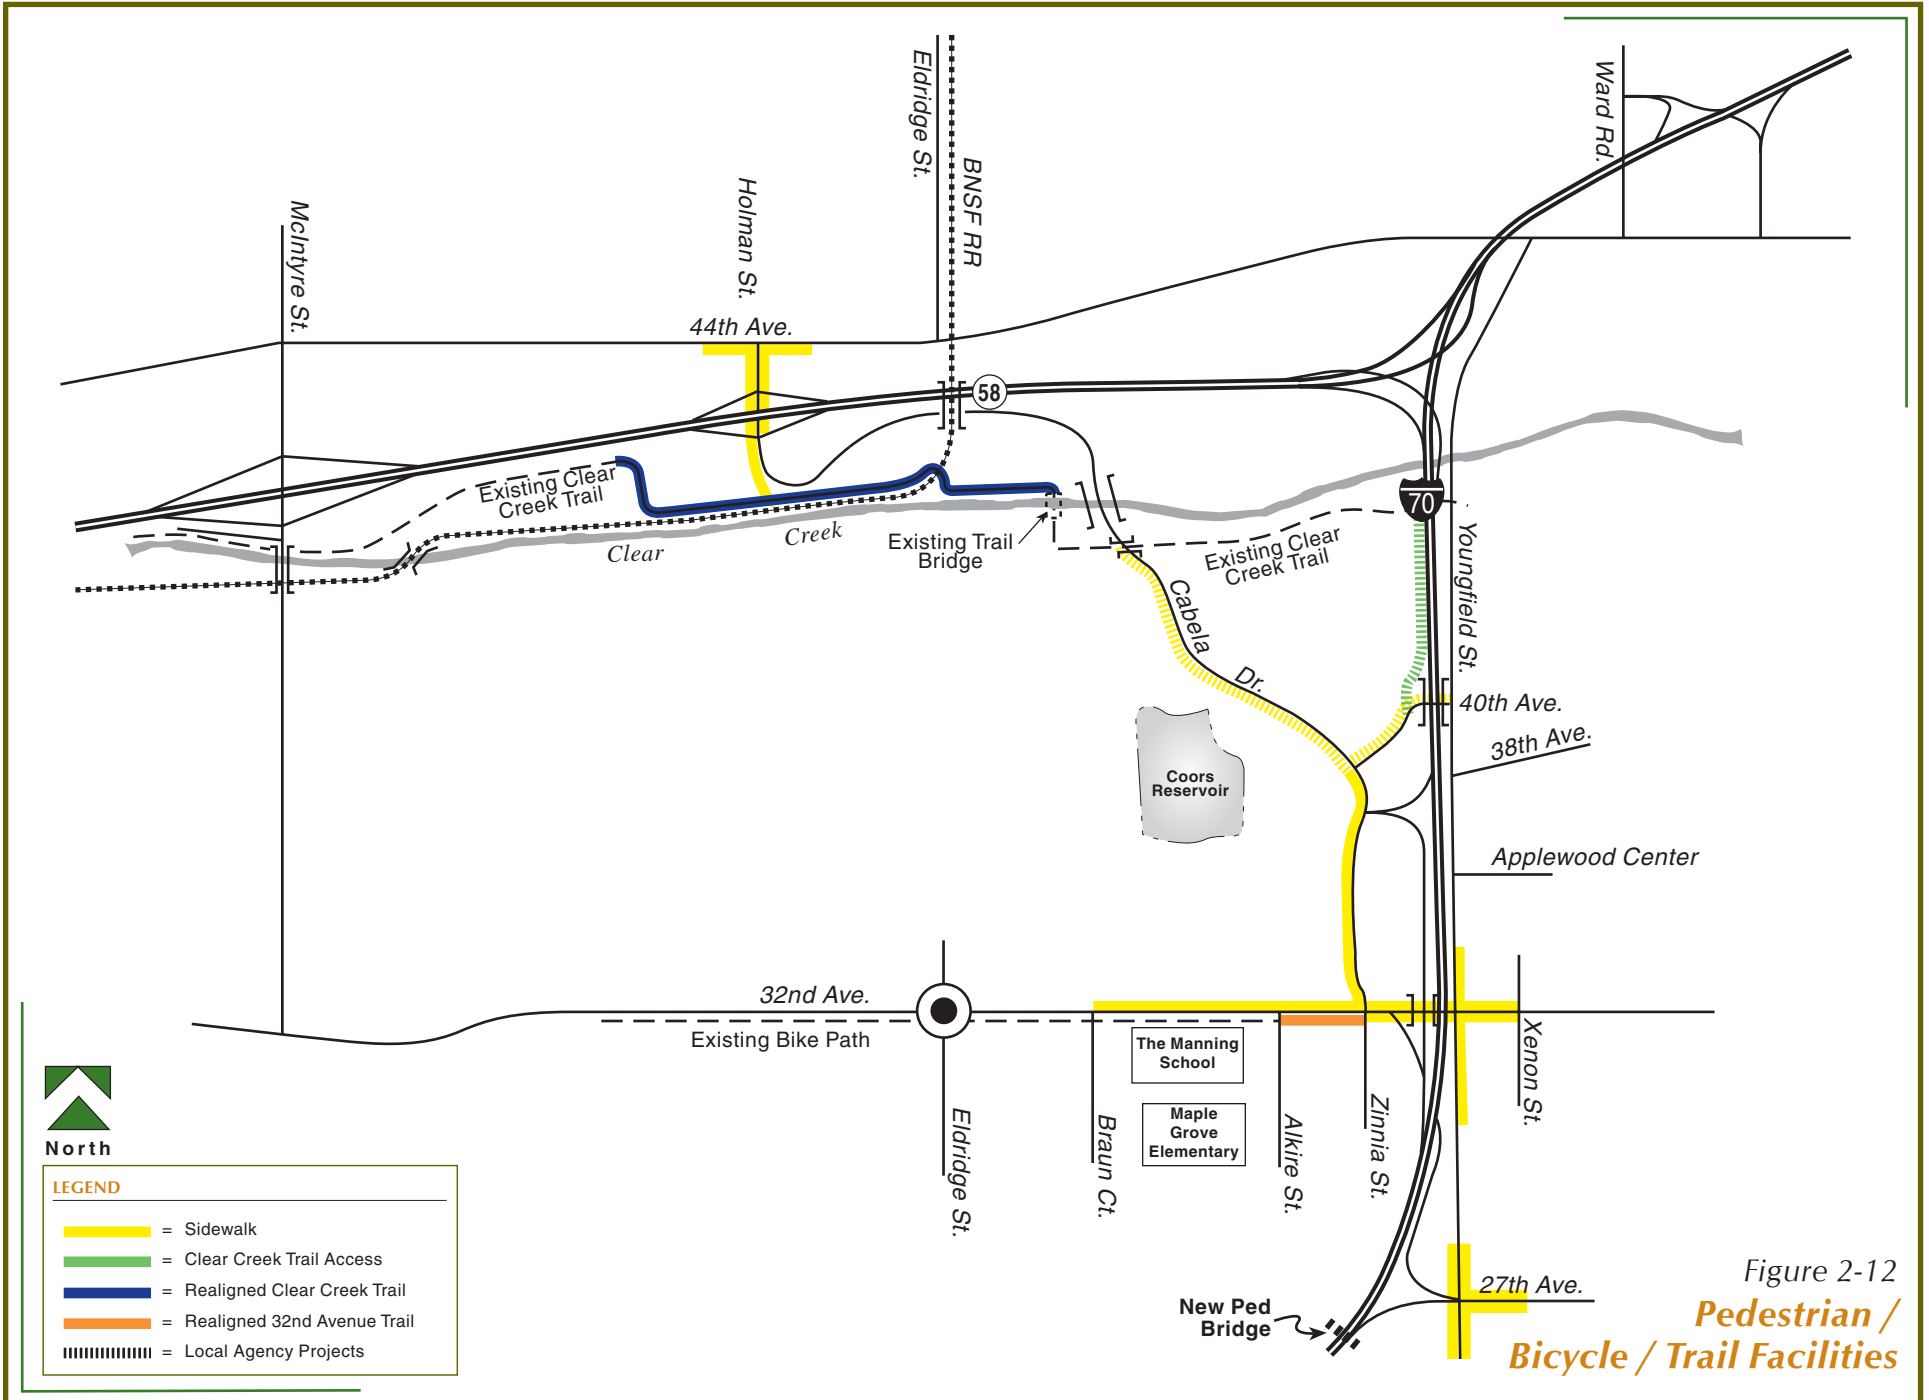 Eldridge St.
BNSF RR
Ward Rd.
Holman St.
McIntyre St.
44th Ave.
58
Existing Clear
Creek Trail
70
Creek
Clear
Existing Trail
Bridge
Existing Clear
Creek Trail
Youngfield St.
Cabela
Dr.
40th Ave.
38th Ave.
Coors
Reservoir
Applewood Center
32nd Ave.
Existing Bike Path
The Manning
School
Maple
Grove
Elementary
Eldridge St.
Braun Ct.
Alkire St.
Zinnia St.
Xenon St.
North
LEGEND
= Sidewalk
= Clear Creek Trail Access
= Realigned Clear Creek Trail
= Realigned 32nd Avenue Trail
= Local Agency Projects
New Ped
Bridge
27th Ave.
Figure 2-12
Pedestrian /
Bicycle / Trail Facilities